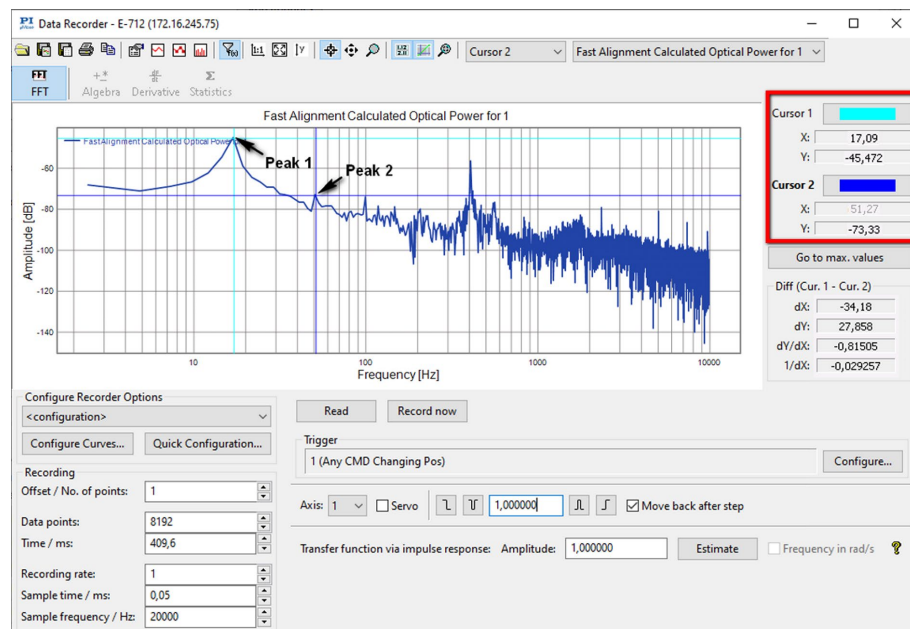 PI Data Recorder - E-712 (172.16.245.75)
Cursor 2 Fast Alignment Calculated Optical Power for 1
FFT
FFT Algebra Derivative Statistics
Fast Alignment Calculated Optical Power for 1
FastAlignment Calculated Optical Power
Peak 1
Peak 2
Amplitude [dB]
-60
-80
-100
-120
-140
10 100 1000 10000
Frequency [Hz]
Cursor 1
X: 17,09
Y: -45,472
Cursor 2
X: 51,27
Y: -73,33
Go to max. values
Diff (Cur. 1 - Cur. 2)
dX: -34,18
dY: 27,858
dY/dX: -0,81505
1/dX: -0,029257
Configure Recorder Options
<configuration>
Configure Curves... Quick Configuration...
Recording
Offset / No. of points: 1
Data points: 8192
Time / ms: 409,6
Recording rate: 1
Sample time / ms: 0,05
Sample frequency / Hz: 20000
Read Record now
Trigger
1 (Any CMD Changing Pos) Configure...
Axis: 1 Servo 1,000000 Move back after step
Transfer function via impulse response: Amplitude: 1,000000 Estimate Frequency in rad/s